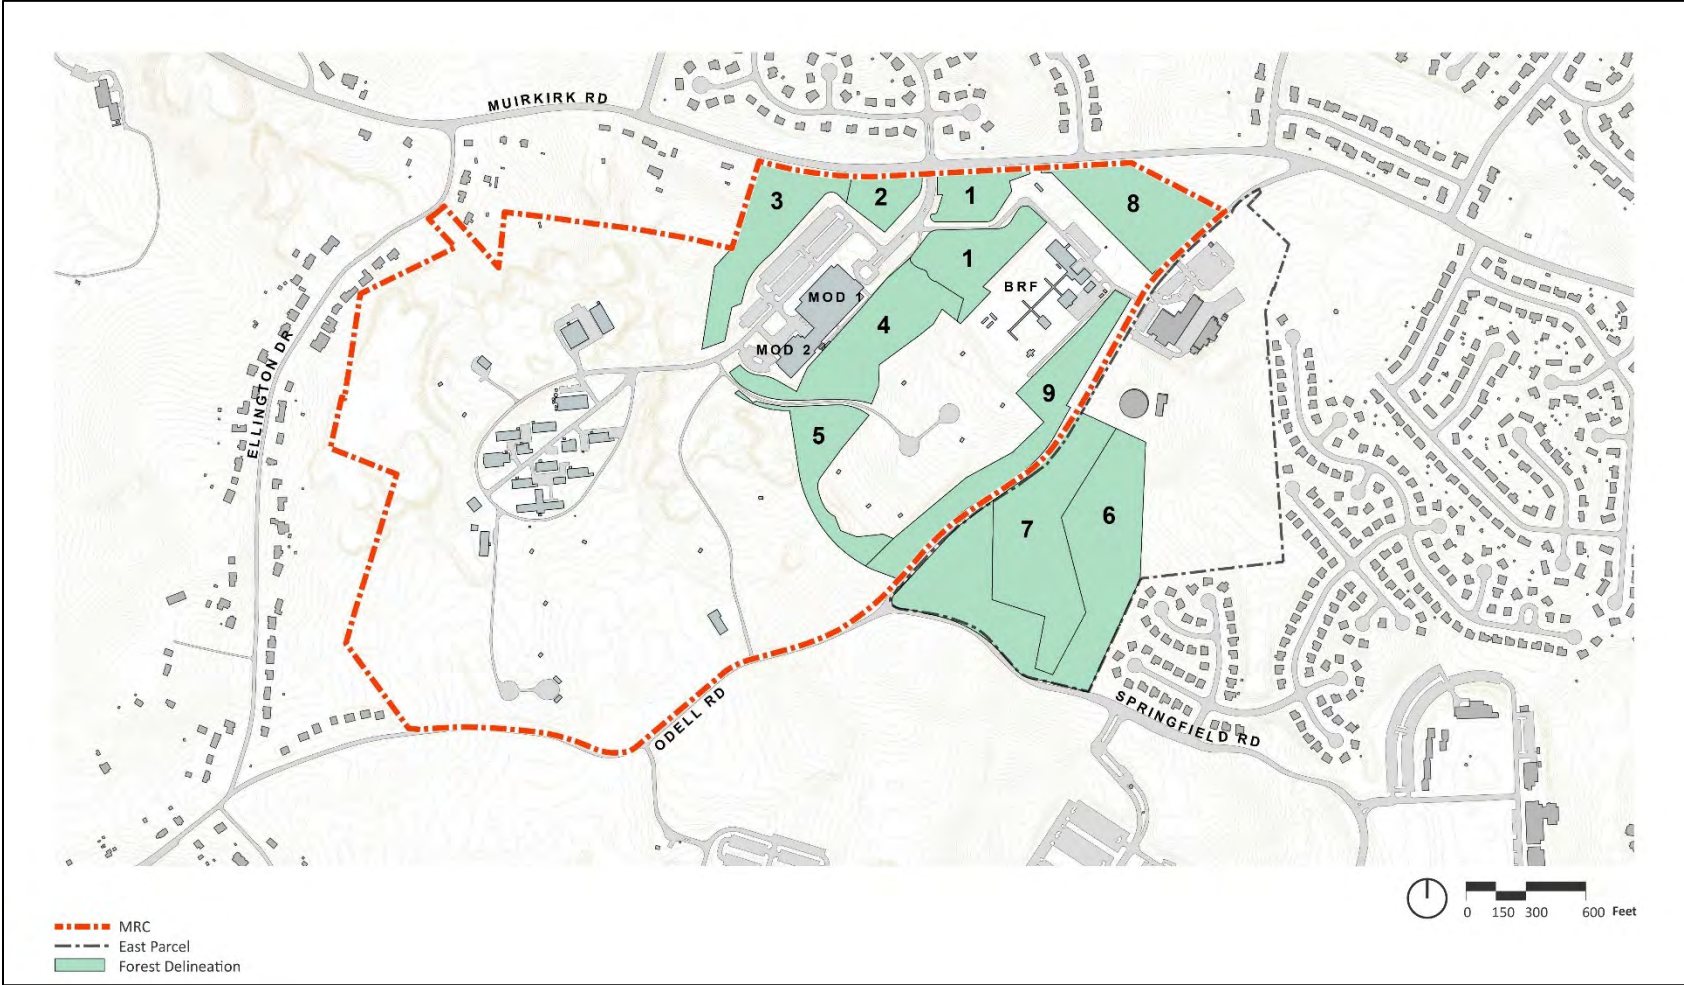 MUIRKIRK RD
3
2
1
8
1
BRF
MOD 1
4
MOD 2
ELLINGTON DR
9
5
7
6
ODELL RD
SPRINGFIELD RD
0 150 300 600 Feet
MRC
East Parcel
Forest Delineation